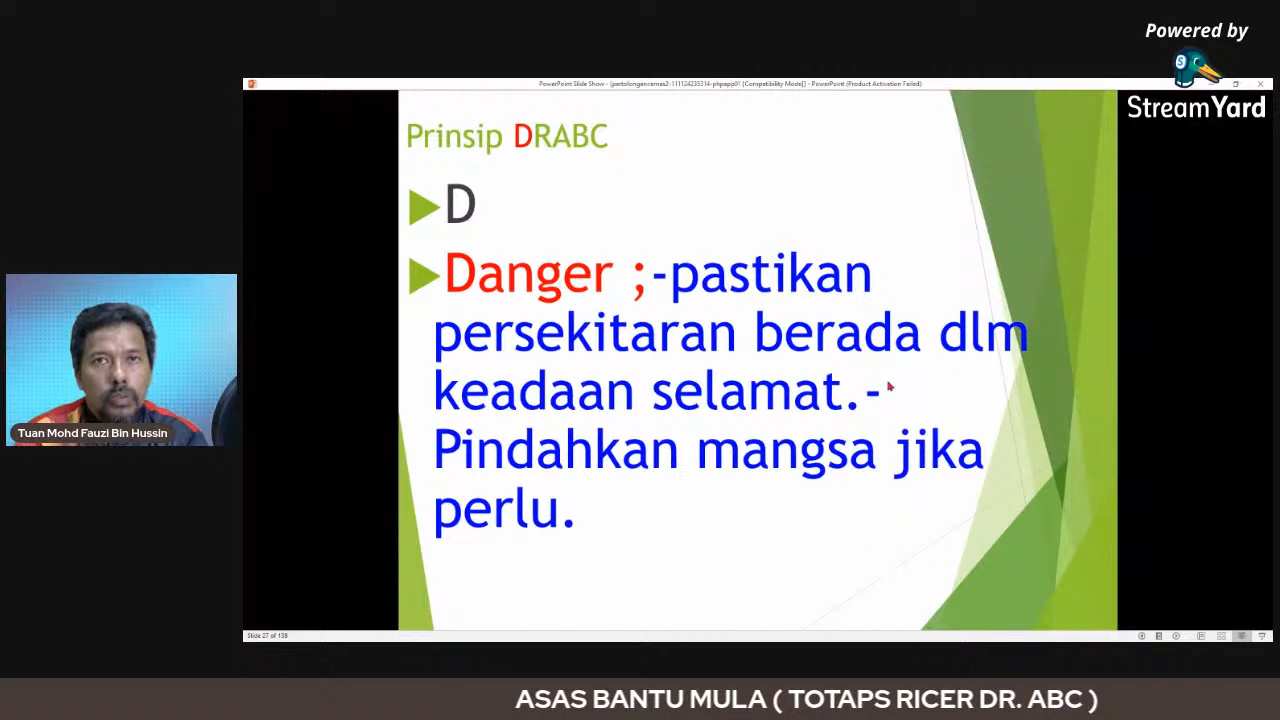 Powered by
StreamYard
PowerPoint Slide Show - [pertolongancemas2-111124235214-phpapp01 [Compatibility Mode]] - PowerPoint (Product Activation Failed)
Prinsip DRABC
D
Danger ;-pastikan
persekitaran berada dlm
keadaan selamat.-
Pindahkan mangsa jika
perlu.
Tuan Mohd Fauzi Bin Hussin
Slide 27 of 138
ASAS BANTU MULA ( TOTAPS RICER DR. ABC )